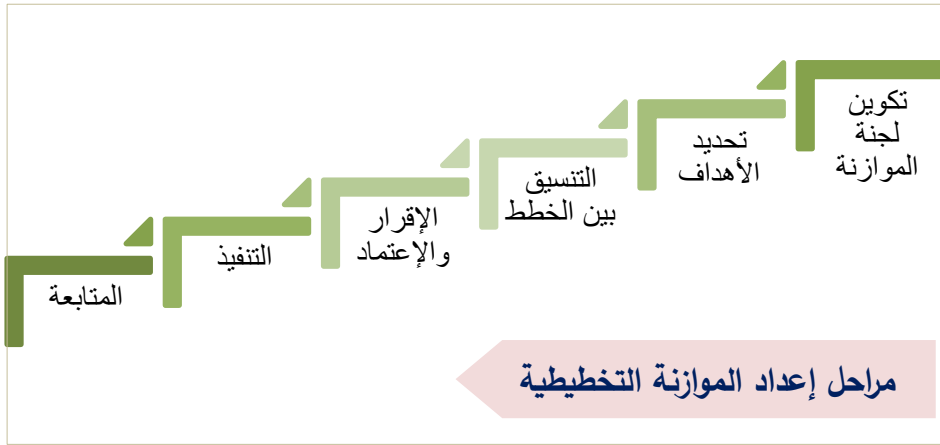 تكوين
لجنة
الموازنة
تحديد
الأهداف
التنسيق
بين الخطط
الإقرار
والإعتماد
التنفيذ
المتابعة
مراحل إعداد الموازنة التخطيطية